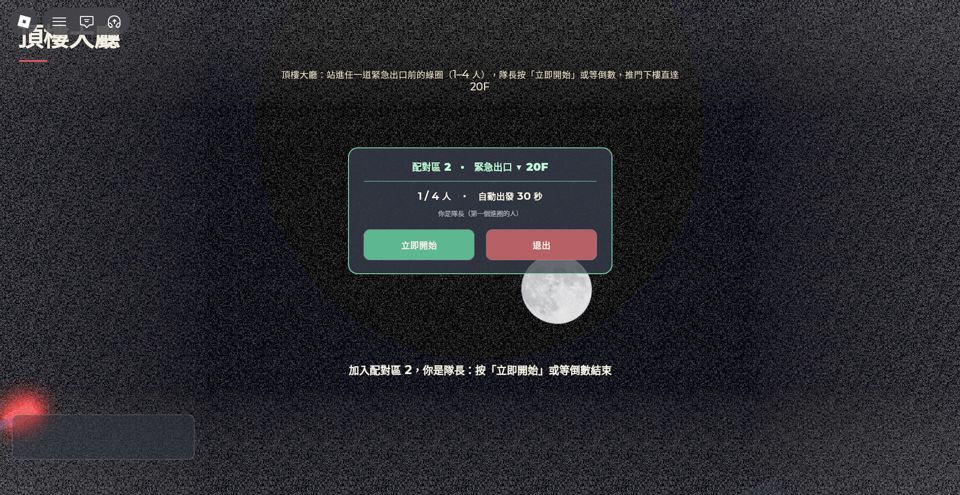 頂樓大廳
頂樓大廳：站進任一道緊急出口前的綠圈（1–4 人），隊長按「立即開始」或等倒數，推門下樓直達
20F
配對區 2 • 緊急出口 ▼ 20F
1 / 4 人 • 自動出發 30 秒
你是隊長（第一個進圈的人）
立即開始
退出
加入配對區 2，你是隊長：按「立即開始」或等倒數結束